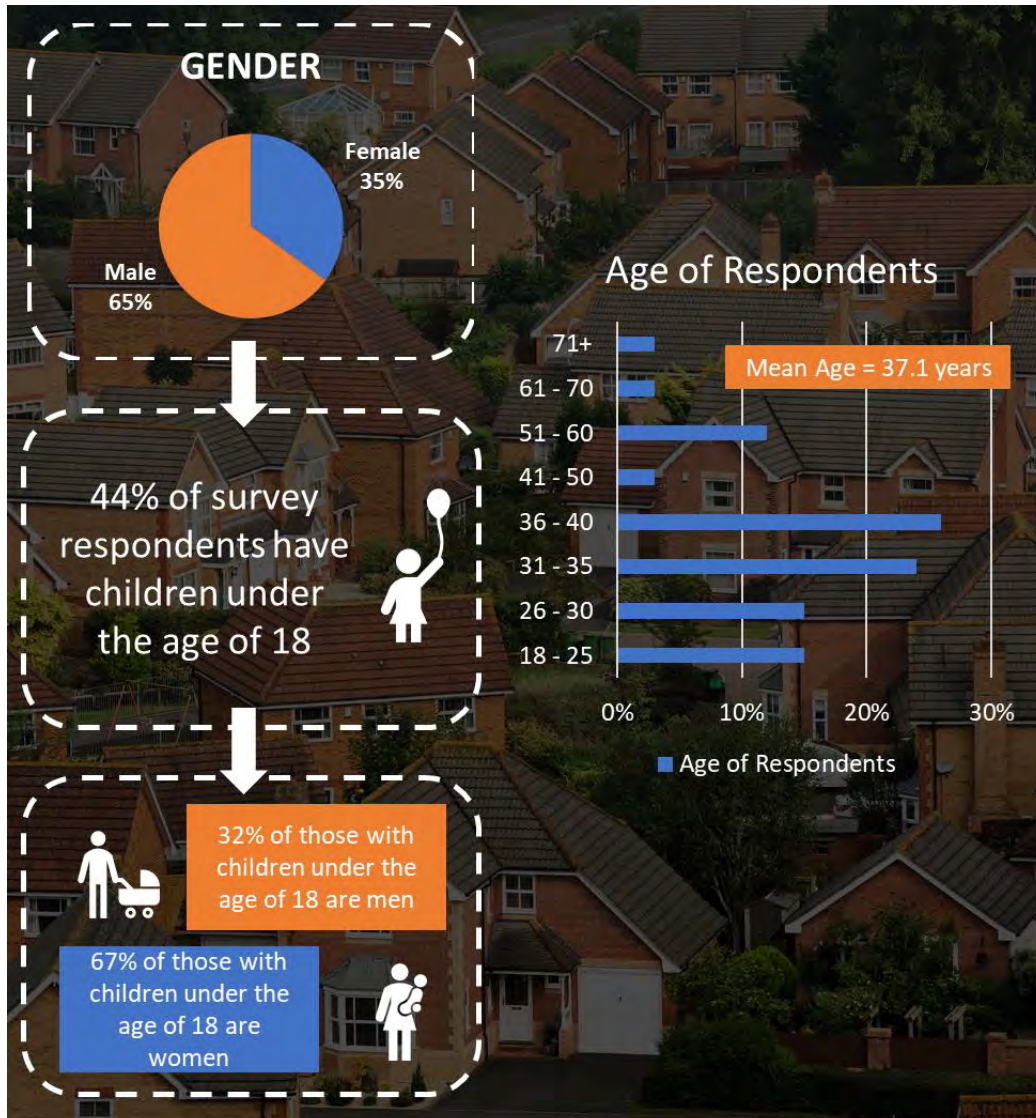 GENDER
Female
35%
Male
65%
44% of survey
respondents have
children under
the age of 18
32% of those with
children under the
age of 18 are men
67% of those with
children under the
age of 18 are
women
Age of Respondents
71+
Mean Age = 37.1 years
61 - 70
51 - 60
41 - 50
36 - 40
31 - 35
26 - 30
18 - 25
0% 10% 20% 30%
Age of Respondents